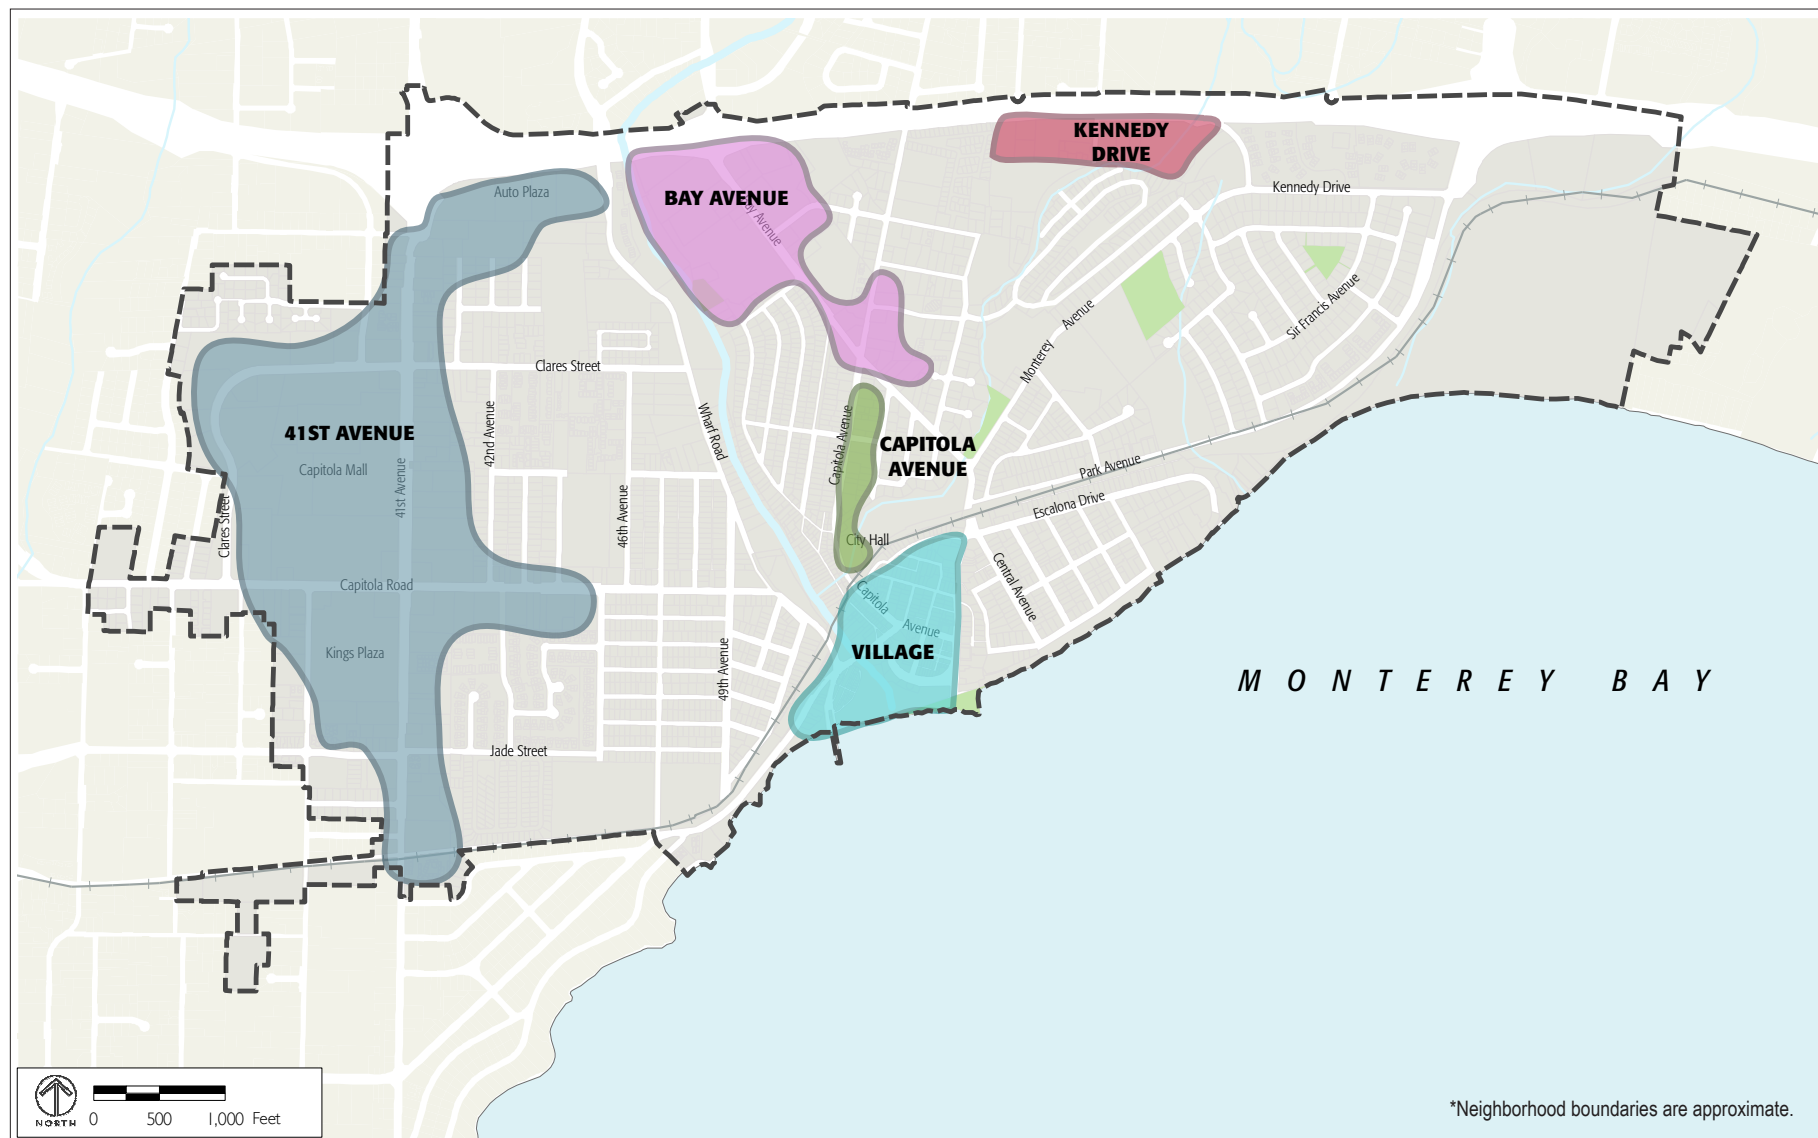 KENNEDY
DRIVE
Auto Plaza
BAY AVENUE
Kennedy Drive
Bay Avenue
Sir Francis Avenue
Monterey Avenue
Clares Street
42nd Avenue
Wharf Road
Capitola Avenue
41ST AVENUE
CAPITOLA
AVENUE
Capitola Mall
41st Avenue
Park Avenue
Escalona Drive
Clares Street
46th Avenue
City Hall
Capitola Road
Capitola Avenue
Central Avenue
Kings Plaza
VILLAGE
49th Avenue
MONTEREY BAY
Jade Street
NORTH
0 500 1,000 Feet
*Neighborhood boundaries are approximate.